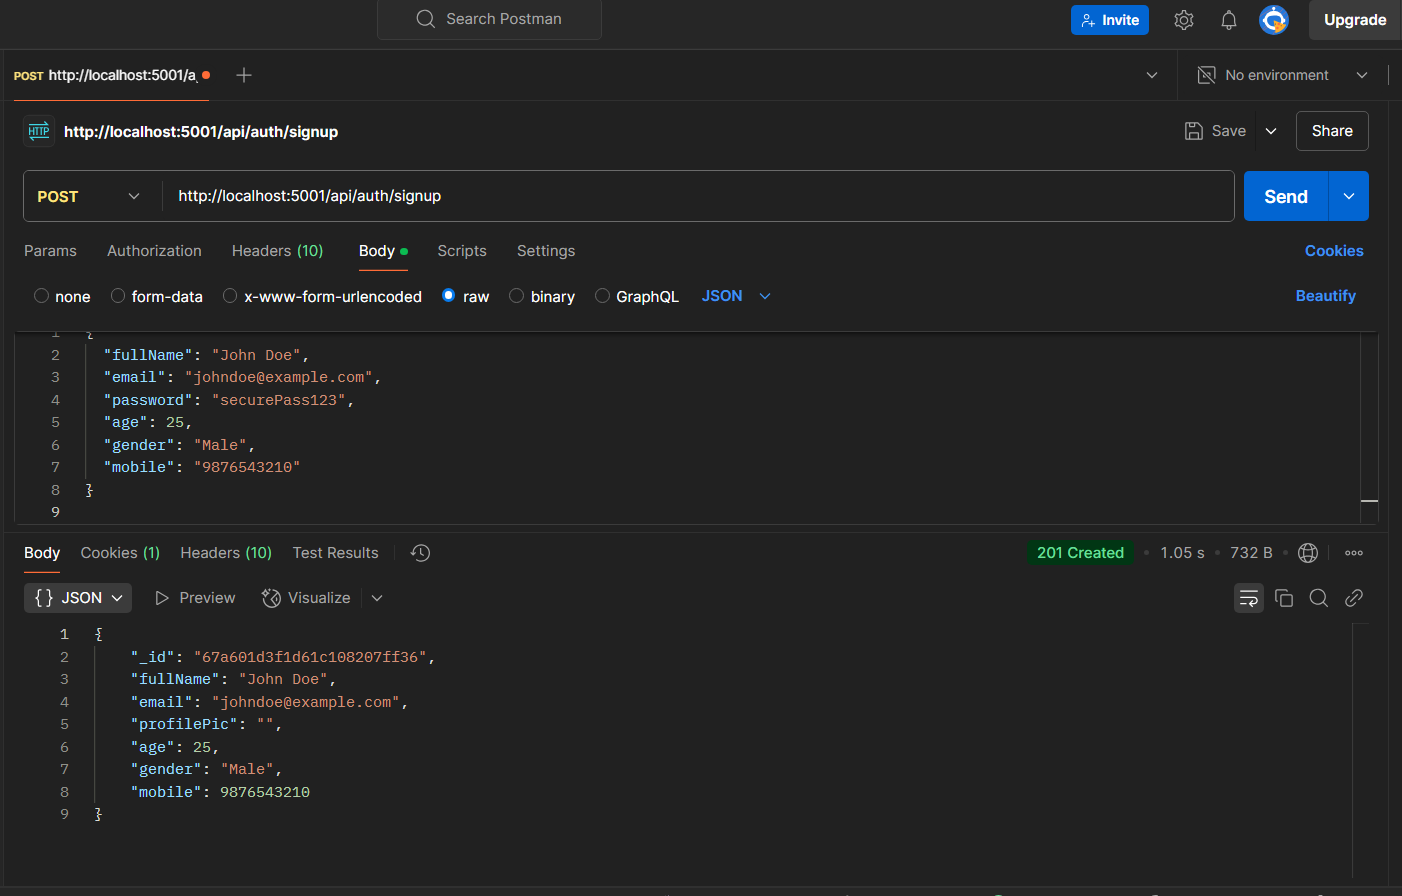 Search Postman
Invite
Upgrade
POST http://localhost:5001/a
No environment
HTTP http://localhost:5001/api/auth/signup
Save
Share
POST
http://localhost:5001/api/auth/signup
Send
Params Authorization Headers (10) Body Scripts Settings
Cookies
none form-data x-www-form-urlencoded raw binary GraphQL JSON
Beautify
1 {
2 "fullName": "John Doe",
3 "email": "johndoe@example.com",
4 "password": "securePass123",
5 "age": 25,
6 "gender": "Male",
7 "mobile": "9876543210"
8 }
9
Body Cookies (1) Headers (10) Test Results
201 Created • 1.05 s • 732 B •
{} JSON Preview Visualize
1 {
2 "_id": "67a601d3f1d61c108207ff36",
3 "fullName": "John Doe",
4 "email": "johndoe@example.com",
5 "profilePic": "",
6 "age": 25,
7 "gender": "Male",
8 "mobile": 9876543210
9 }